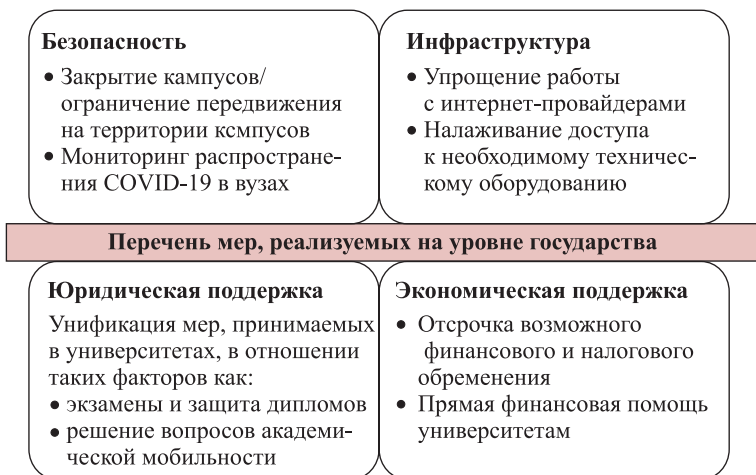 Безопасность
• Закрытие кампусов/
ограничение передвижения
на территории ксмпусов
• Мониторинг распростране-
ния COVID-19 в вузах
Инфраструктура
• Упрощение работы
с интернет-провайдерами
• Налаживание доступа
к необходимому техничес-
кому оборудованию
Перечень мер, реализуемых на уровне государства
Юридическая поддержка
Унификация мер, принимаемых
в университетах, в отношении
таких факторов как:
• экзамены и защита дипломов
• решение вопросов академи-
ческой мобильности
Экономическая поддержка
• Отсрочка возможного
финансового и налогового
обременения
• Прямая финансовая помощь
университетам